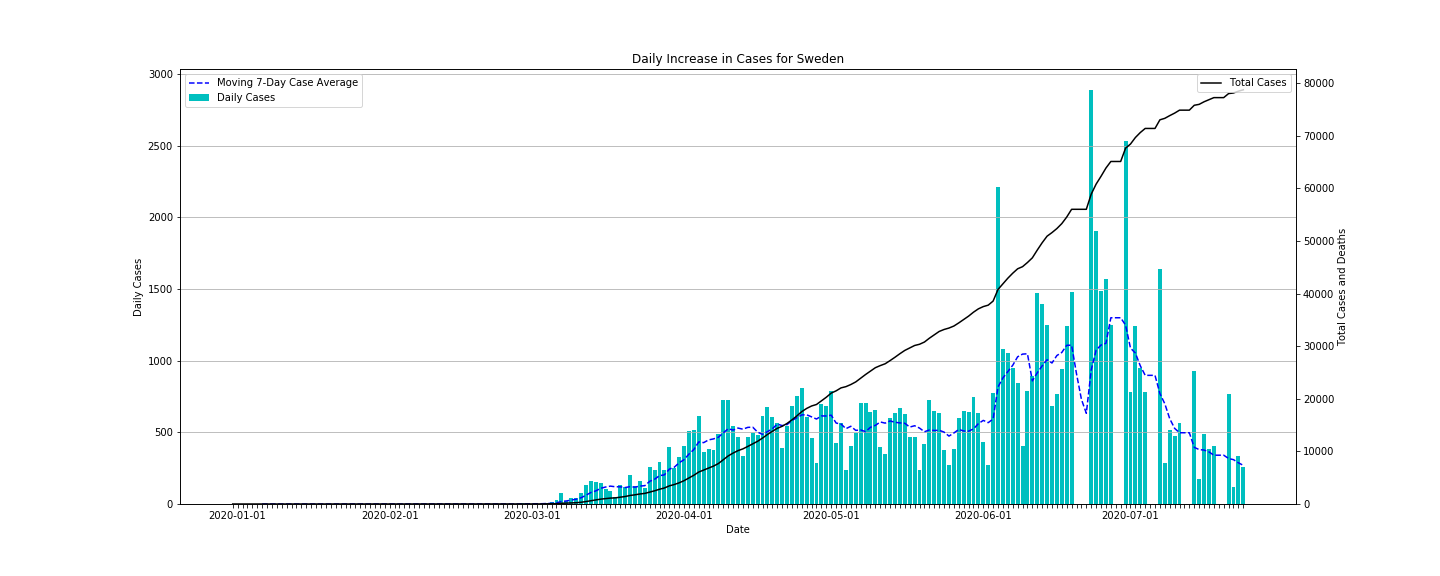 Daily Increase in Cases for Sweden
Moving 7-Day Case Average
Daily Cases
Total Cases
3000
2500
2000
1500
1000
500
0
Daily Cases
80000
70000
60000
50000
40000
30000
20000
10000
0
Total Cases and Deaths
2020-01-01 2020-02-01 2020-03-01 2020-04-01 2020-05-01 2020-06-01 2020-07-01
Date